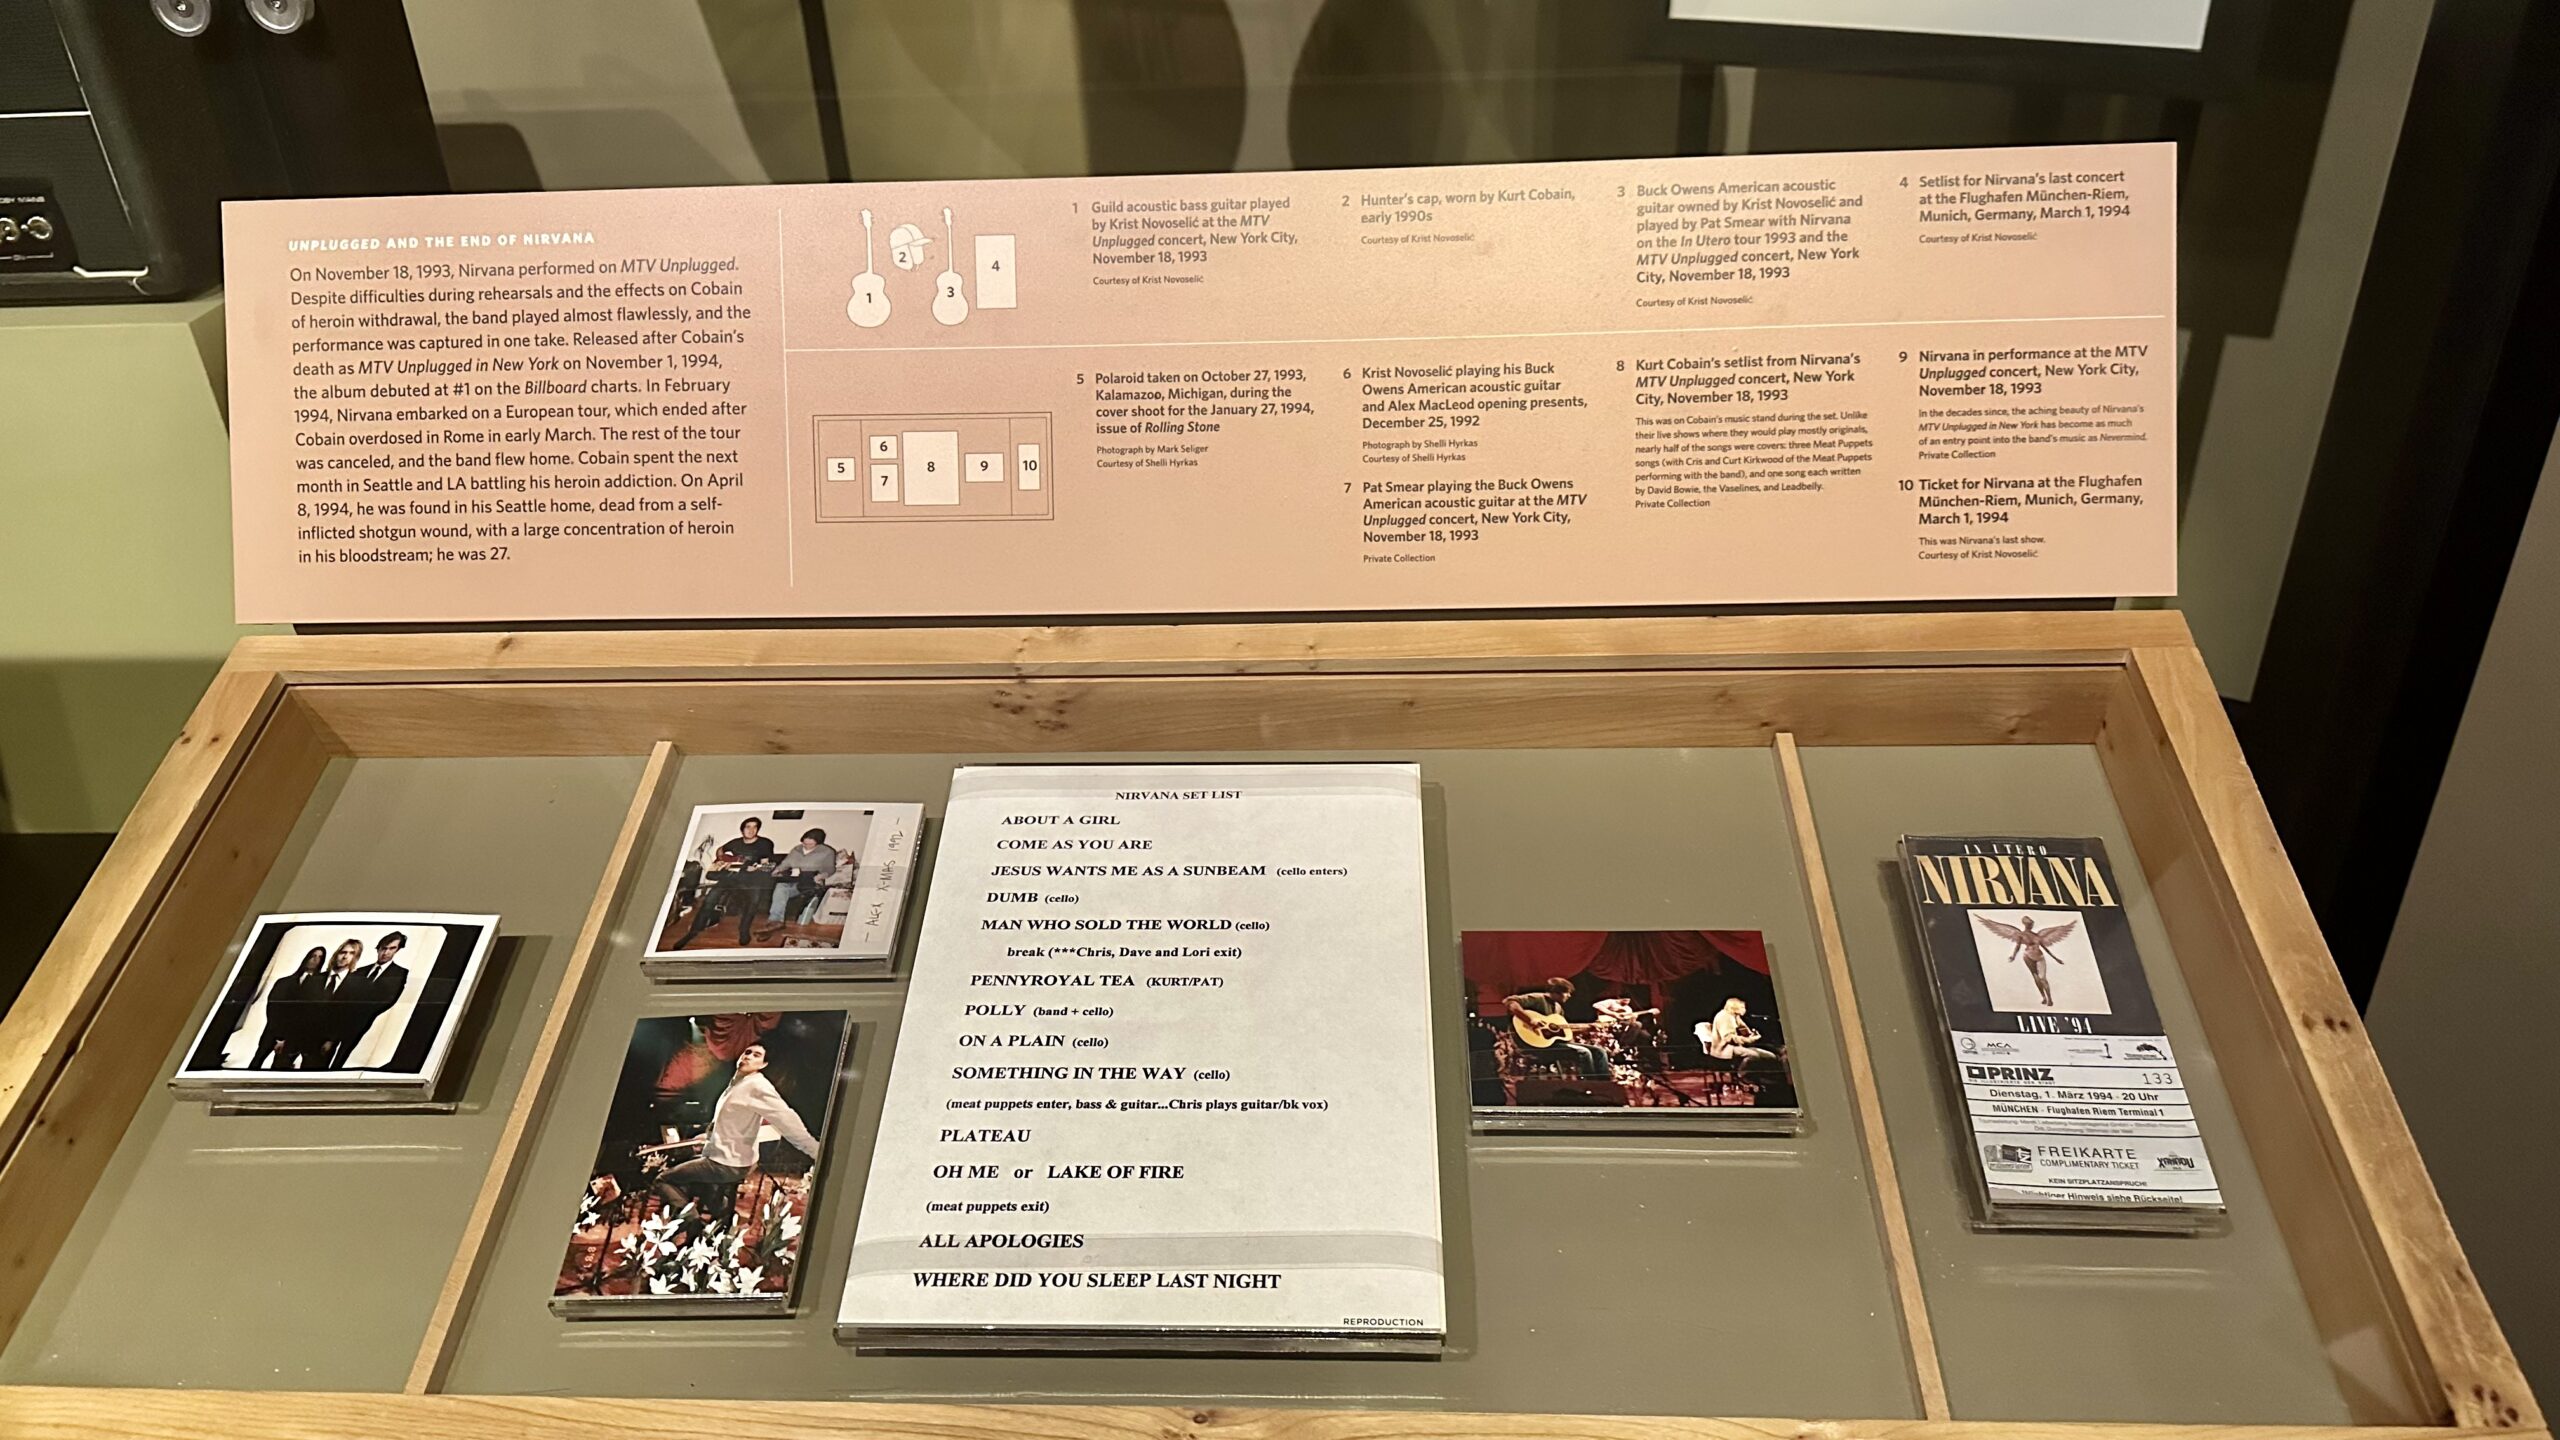 UNPLUGGED AND THE END OF NIRVANA
On November 18, 1993, Nirvana performed on MTV Unplugged.
Despite difficulties during rehearsals and the effects on Cobain
of heroin withdrawal, the band played almost flawlessly, and the
performance was captured in one take. Released after Cobain's
death as MTV Unplugged in New York on November 1, 1994,
the album debuted at #1 on the Billboard charts. In February
1994, Nirvana embarked on a European tour, which ended after
Cobain overdosed in Rome in early March. The rest of the tour
was canceled, and the band flew home. Cobain spent the next
month in Seattle and LA battling his heroin addiction. On April
8, 1994, he was found in his Seattle home, dead from a self-
inflicted shotgun wound, with a large concentration of heroin
in his bloodstream; he was 27.
1
2
3
4
1 Guild acoustic bass guitar played
by Krist Novoselić at the MTV
Unplugged concert, New York City,
November 18, 1993
Courtesy of Krist Novoselić
2 Hunter's cap, worn by Kurt Cobain,
early 1990s
Courtesy of Krist Novoselić
3 Buck Owens American acoustic
guitar owned by Krist Novoselić and
played by Pat Smear with Nirvana
on the In Utero tour 1993 and the
MTV Unplugged concert, New York
City, November 18, 1993
Courtesy of Krist Novoselić
4 Setlist for Nirvana's last concert
at the Flughafen München-Riem,
Munich, Germany, March 1, 1994
Courtesy of Krist Novoselić
5
6
7
8
9
10
5 Polaroid taken on October 27, 1993,
Kalamazoo, Michigan, during the
cover shoot for the January 27, 1994,
issue of Rolling Stone
Photograph by Mark Seliger
Courtesy of Shelli Hyrkas
6 Krist Novoselić playing his Buck
Owens American acoustic guitar
and Alex MacLeod opening presents,
December 25, 1992
Photograph by Shelli Hyrkas
Courtesy of Shelli Hyrkas
7 Pat Smear playing the Buck Owens
American acoustic guitar at the MTV
Unplugged concert, New York City,
November 18, 1993
Private Collection
8 Kurt Cobain's setlist from Nirvana's
MTV Unplugged concert, New York
City, November 18, 1993
This was on Cobain's music stand during the set. Unlike
their live shows where they would play mostly originals,
nearly half of the songs were covers: three Meat Puppets
songs (with Cris and Curt Kirkwood of the Meat Puppets
performing with the band), and one song each written
by David Bowie, the Vaselines, and Leadbelly.
Private Collection
9 Nirvana in performance at the MTV
Unplugged concert, New York City,
November 18, 1993
In the decades since, the aching beauty of Nirvana's
MTV Unplugged in New York has become as much
of an entry point into the band's music as Nevermind.
Private Collection
10 Ticket for Nirvana at the Flughafen
München-Riem, Munich, Germany,
March 1, 1994
This was Nirvana's last show.
Courtesy of Krist Novoselić
- ALEX X-MAS 1992 -
NIRVANA SET LIST
ABOUT A GIRL
COME AS YOU ARE
JESUS WANTS ME AS A SUNBEAM (cello enters)
DUMB (cello)
MAN WHO SOLD THE WORLD (cello)
break (***Chris, Dave and Lori exit)
PENNYROYAL TEA (KURT/PAT)
POLLY (band + cello)
ON A PLAIN (cello)
SOMETHING IN THE WAY (cello)
(meat puppets enter, bass & guitar...Chris plays guitar/bk vox)
PLATEAU
OH ME or LAKE OF FIRE
(meat puppets exit)
ALL APOLOGIES
WHERE DID YOU SLEEP LAST NIGHT
REPRODUCTION
IN UTERO
NIRVANA
LIVE '94
MCA
PRINZ
133
Dienstag, 1. März 1994 - 20 Uhr
MÜNCHEN - Flughafen Riem Terminal 1
FREIKARTE
COMPLIMENTARY TICKET
KEIN SITZPLATZANSPRUCH!
Wichtiger Hinweis siehe Rückseite!